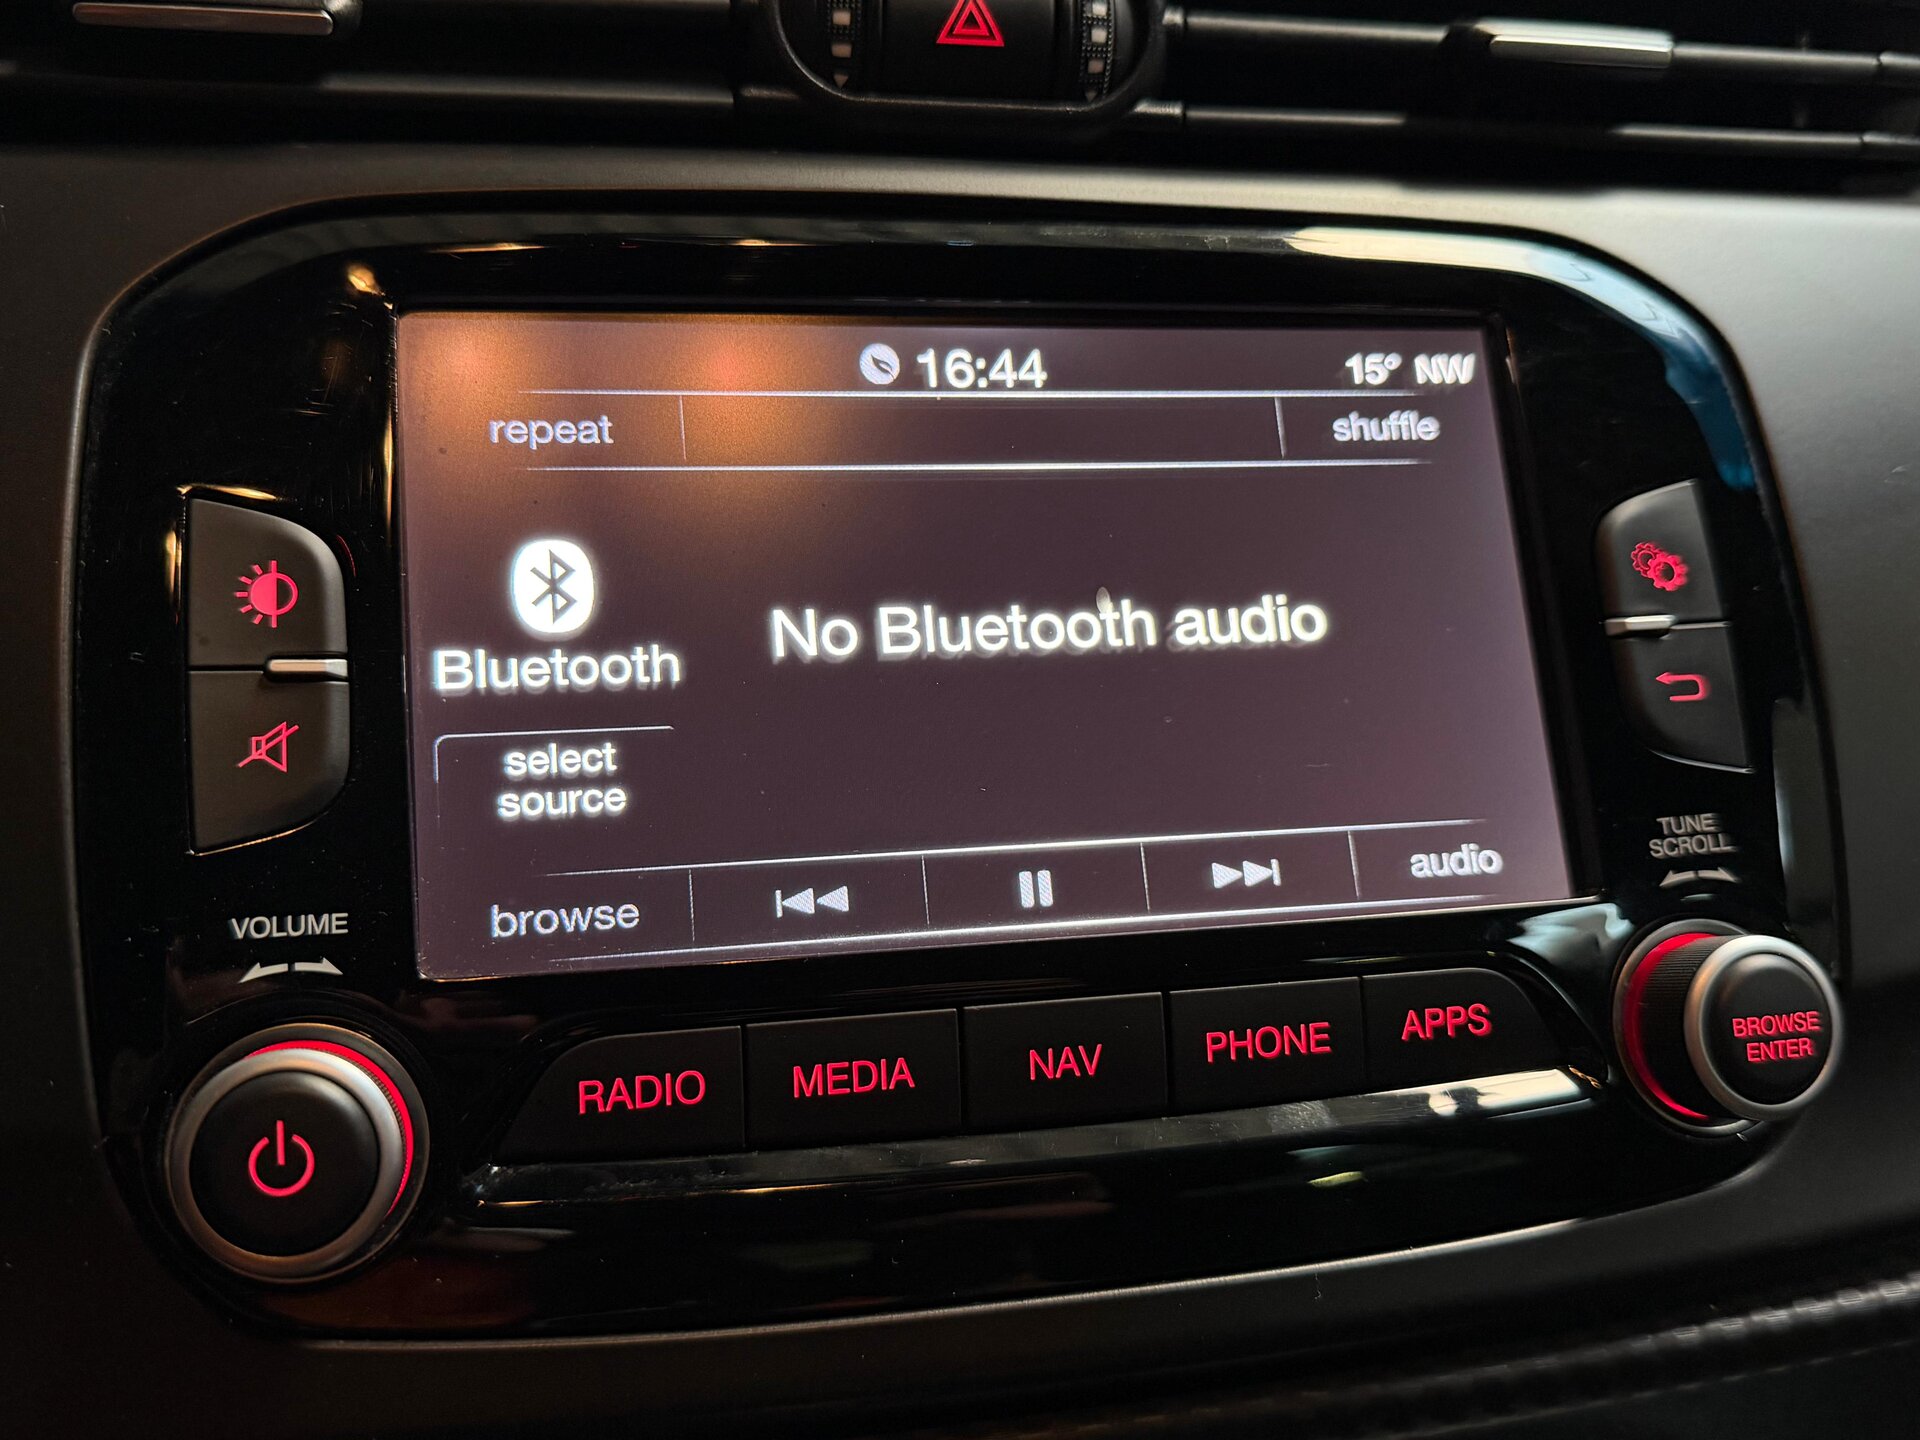 16:44
15° NW
repeat
shuffle
Bluetooth
No Bluetooth audio
select
source
browse
audio
VOLUME
TUNE
SCROLL
RADIO
MEDIA
NAV
PHONE
APPS
BROWSE
ENTER